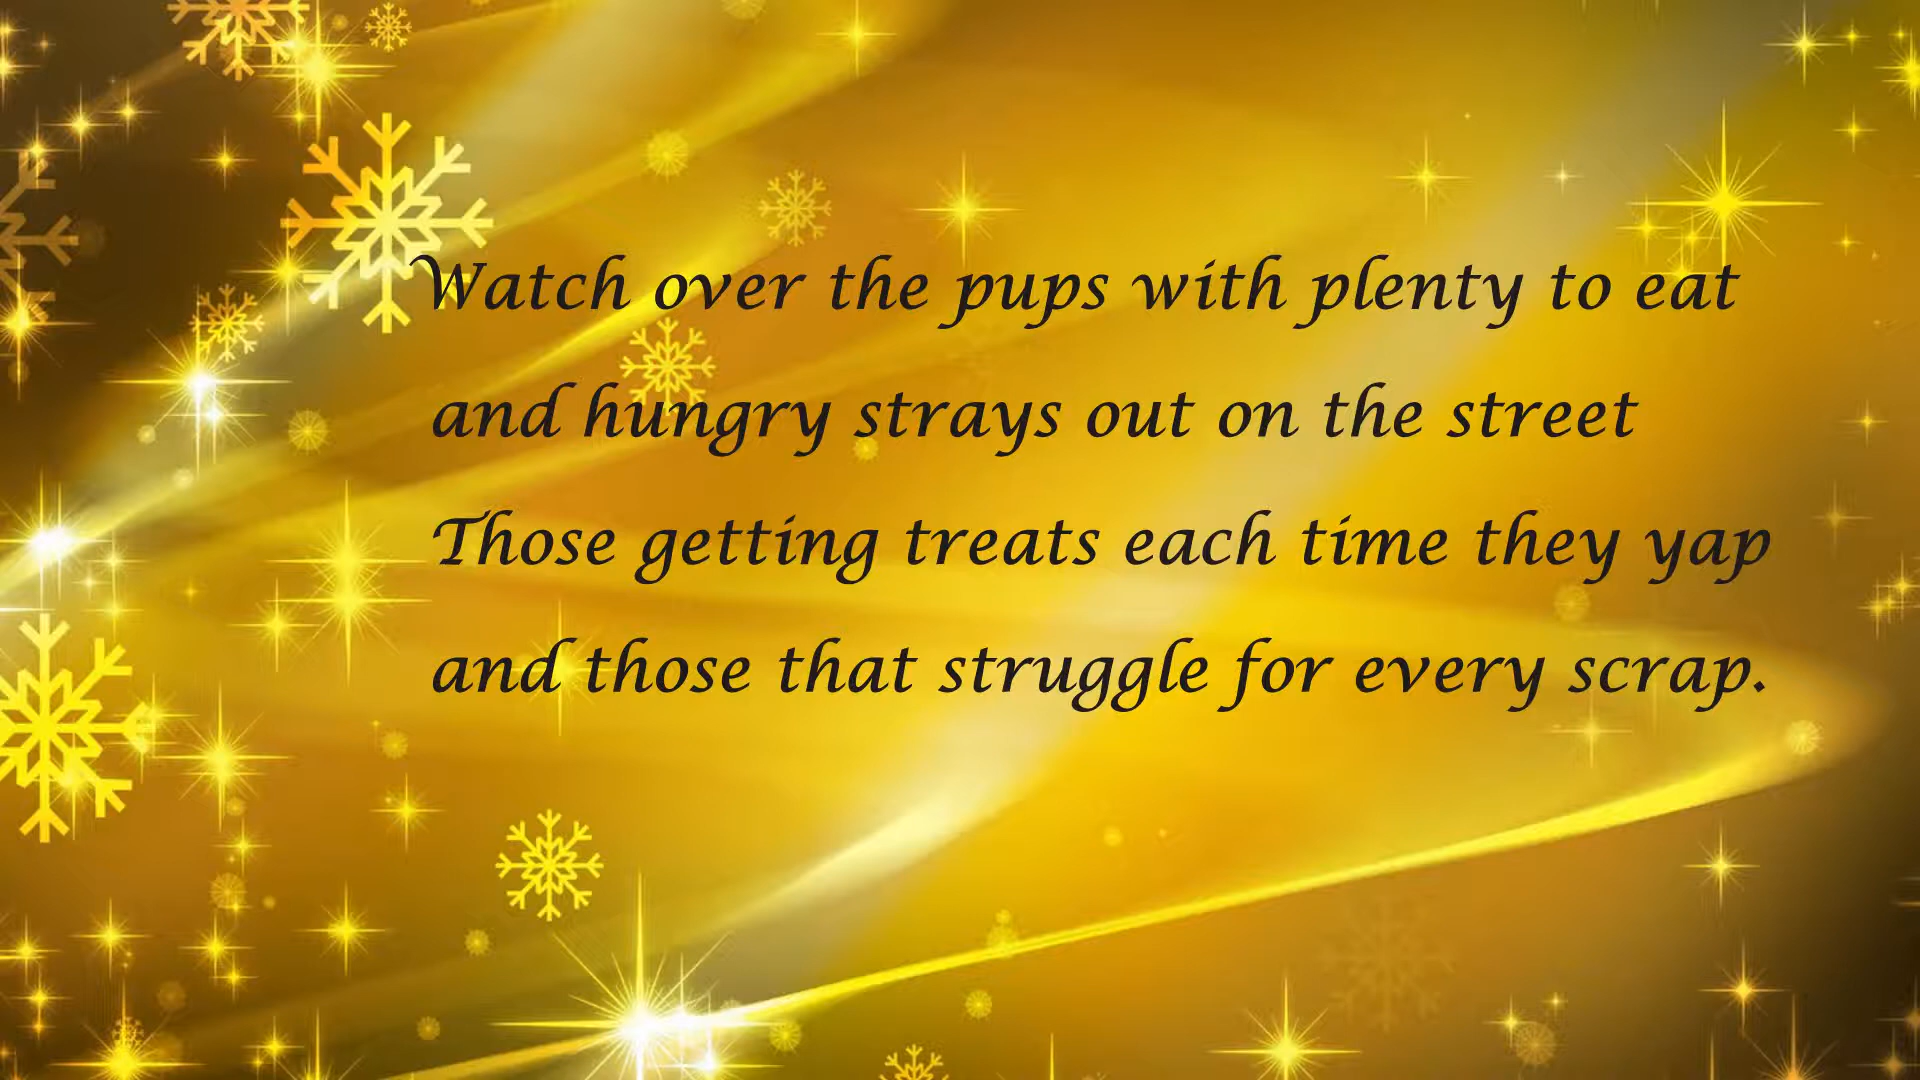 Watch over the pups with plenty to eat
and hungry strays out on the street
Those getting treats each time they yap
and those that struggle for every scrap.